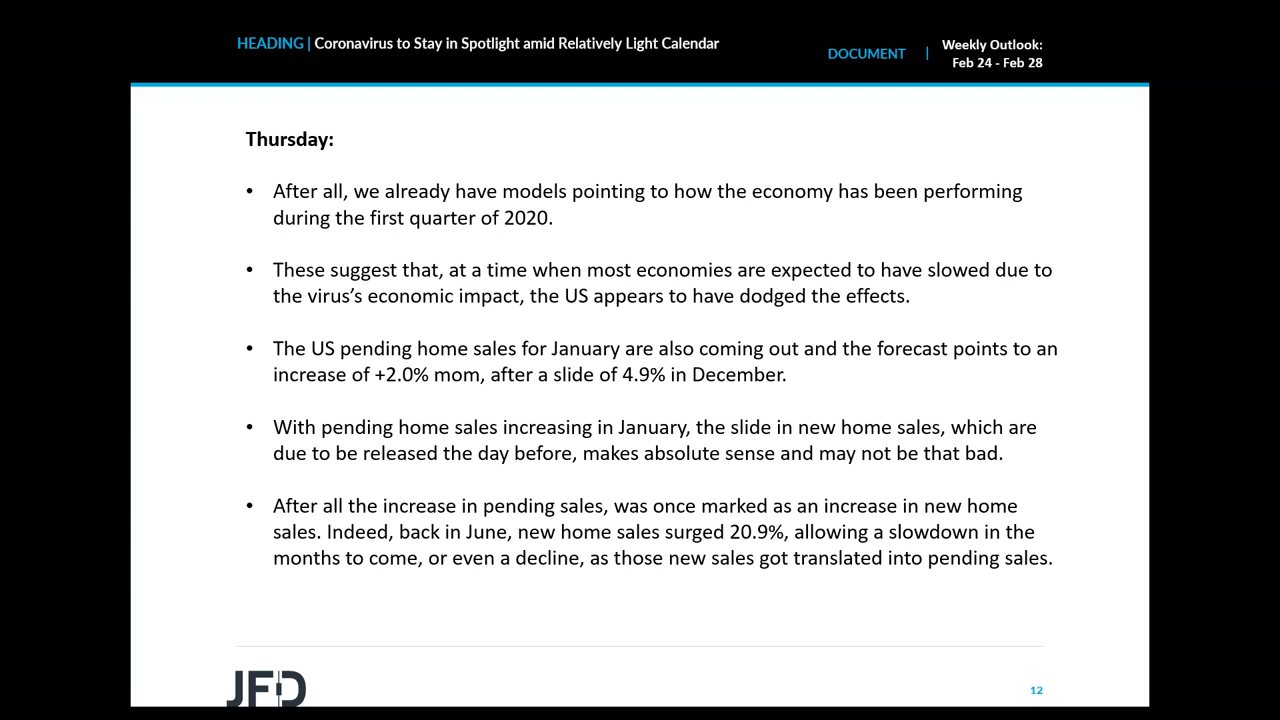 HEADING | Coronavirus to Stay in Spotlight amid Relatively Light Calendar
DOCUMENT | Weekly Outlook:
Feb 24 - Feb 28
Thursday:
• After all, we already have models pointing to how the economy has been performing
during the first quarter of 2020.
• These suggest that, at a time when most economies are expected to have slowed due to
the virus’s economic impact, the US appears to have dodged the effects.
• The US pending home sales for January are also coming out and the forecast points to an
increase of +2.0% mom, after a slide of 4.9% in December.
• With pending home sales increasing in January, the slide in new home sales, which are
due to be released the day before, makes absolute sense and may not be that bad.
• After all the increase in pending sales, was once marked as an increase in new home
sales. Indeed, back in June, new home sales surged 20.9%, allowing a slowdown in the
months to come, or even a decline, as those new sales got translated into pending sales.
JFD
12